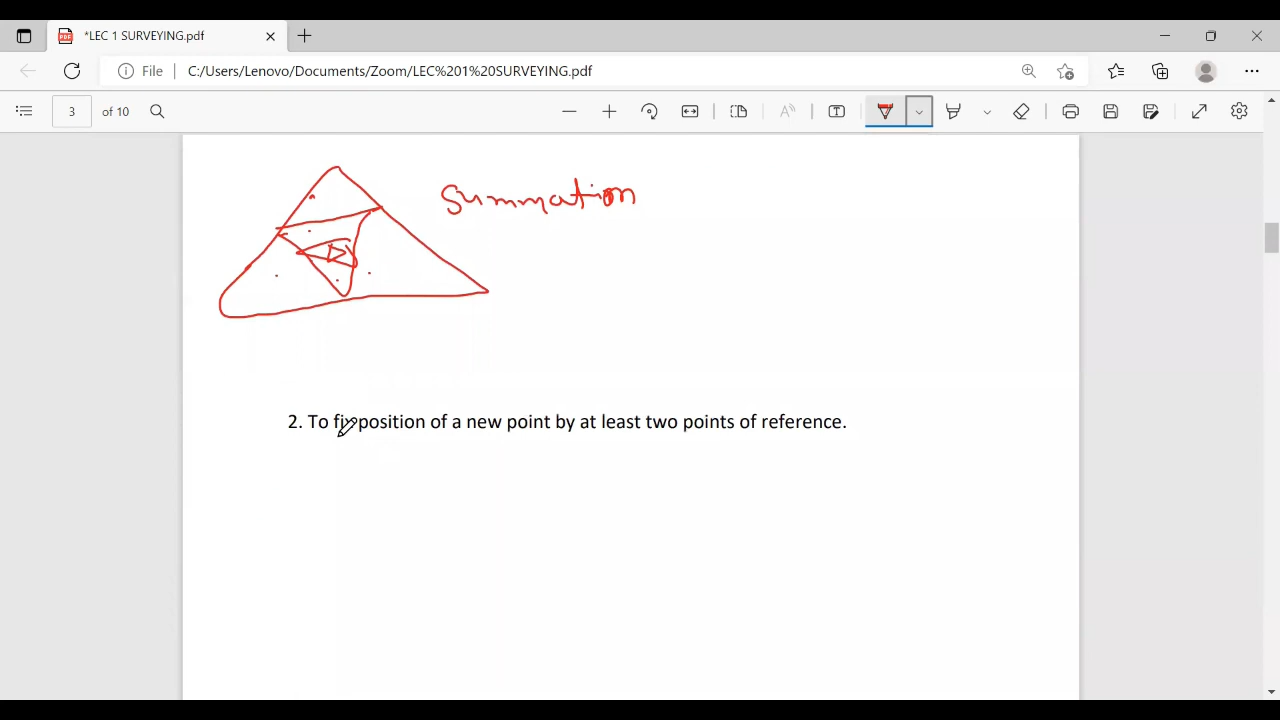 *LEC 1 SURVEYING.pdf
File
C:/Users/Lenovo/Documents/Zoom/LEC%201%20SURVEYING.pdf
3 of 10
Summation
2. To fix position of a new point by at least two points of reference.